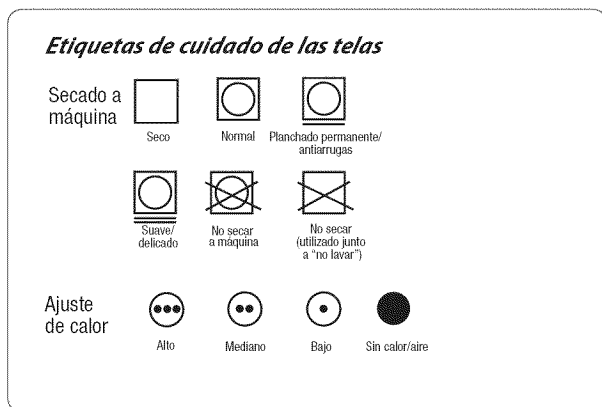 Etiquetas de cuidado de las telas
Secado a
máquina
Seco
Normal
Planchado permanente/
antiarrugas
Suave/
delicado
No secar
a máquina
No secar
(utilizado junto
a "no lavar")
Ajuste
de calor
Alto
Mediano
Bajo
Sin calor/aire